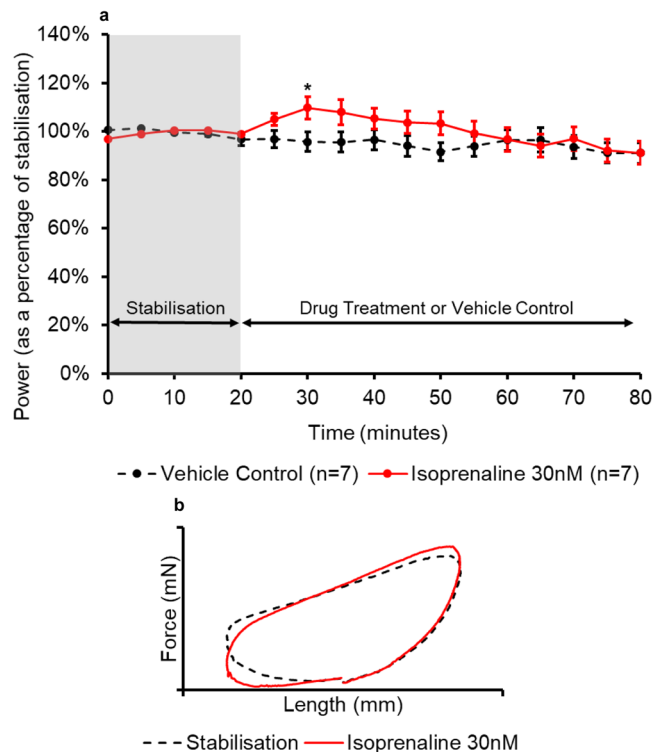 a
140%
120%
100%
80%
60%
40%
20%
0%
Power (as a percentage of stabilisation)
*
Stabilisation
Drug Treatment or Vehicle Control
0 10 20 30 40 50 60 70 80
Time (minutes)
Vehicle Control (n=7) Isoprenaline 30nM (n=7)
b
Force (mN)
Length (mm)
Stabilisation Isoprenaline 30nM